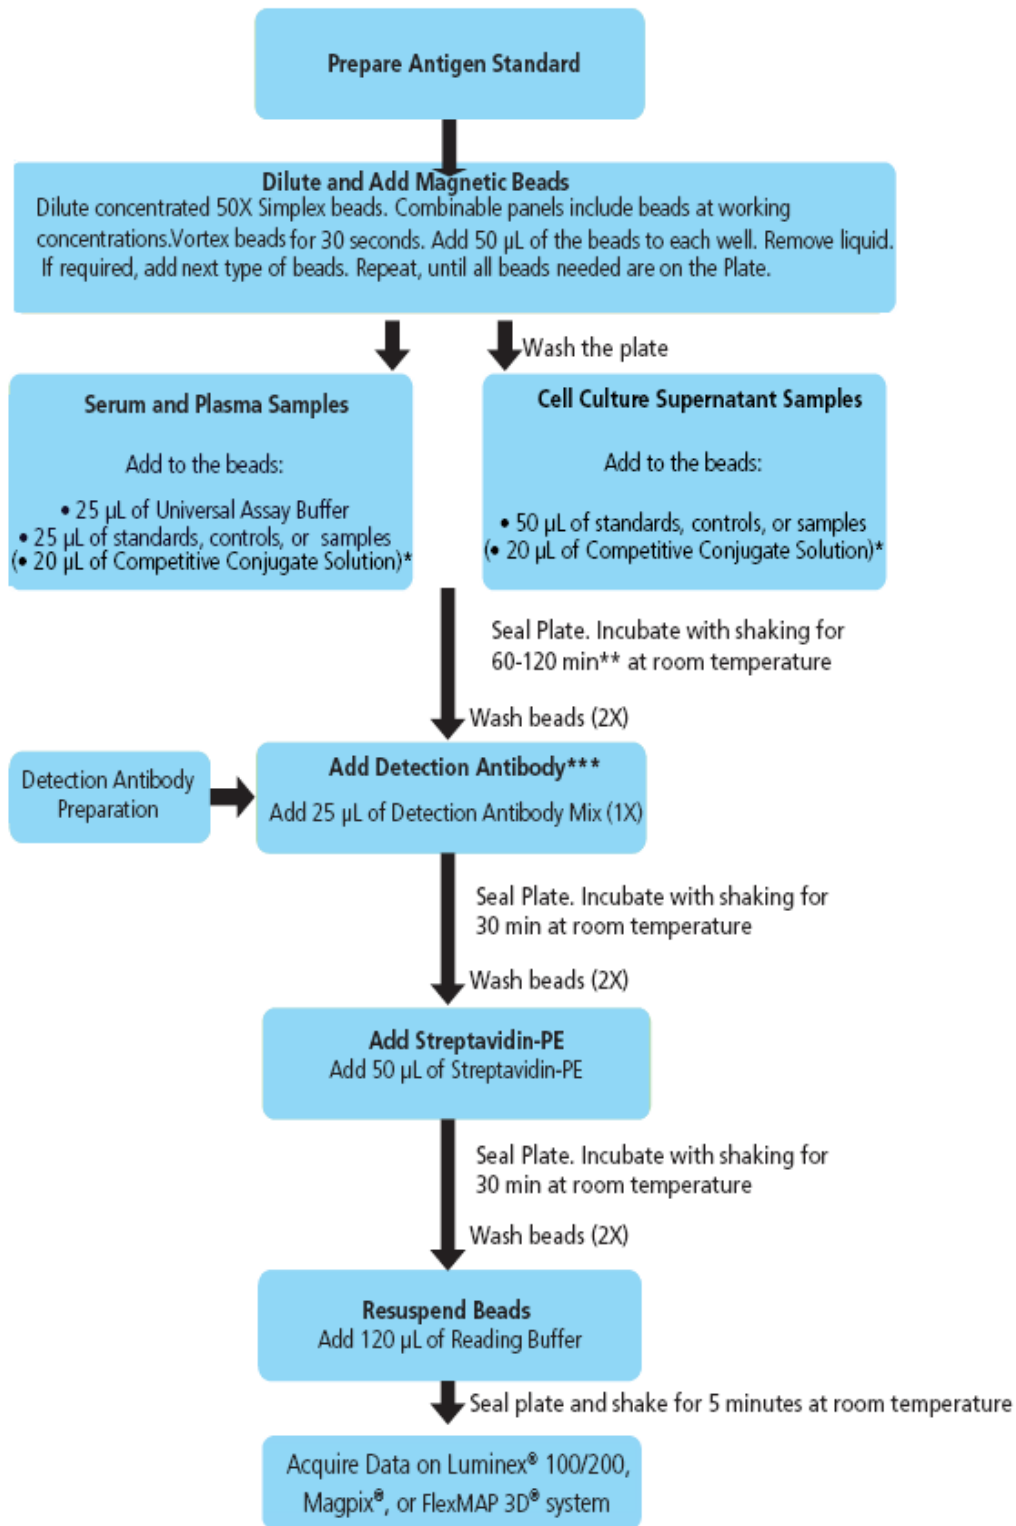 Prepare Antigen Standard
Dilute and Add Magnetic Beads
Dilute concentrated 50X Simplex beads. Combinable panels include beads at working
concentrations.Vortex beads for 30 seconds. Add 50 µL of the beads to each well. Remove liquid.
If required, add next type of beads. Repeat, until all beads needed are on the Plate.
Wash the plate
Serum and Plasma Samples
Add to the beads:
• 25 µL of Universal Assay Buffer
• 25 µL of standards, controls, or samples
(• 20 µL of Competitive Conjugate Solution)*
Cell Culture Supernatant Samples
Add to the beads:
• 50 µL of standards, controls, or samples
(• 20 µL of Competitive Conjugate Solution)*
Seal Plate. Incubate with shaking for
60-120 min** at room temperature
Wash beads (2X)
Detection Antibody
Preparation
Add Detection Antibody***
Add 25 µL of Detection Antibody Mix (1X)
Seal Plate. Incubate with shaking for
30 min at room temperature
Wash beads (2X)
Add Streptavidin-PE
Add 50 µL of Streptavidin-PE
Seal Plate. Incubate with shaking for
30 min at room temperature
Wash beads (2X)
Resuspend Beads
Add 120 µL of Reading Buffer
Seal plate and shake for 5 minutes at room temperature
Acquire Data on Luminex® 100/200,
Magpix®, or FlexMAP 3D® system